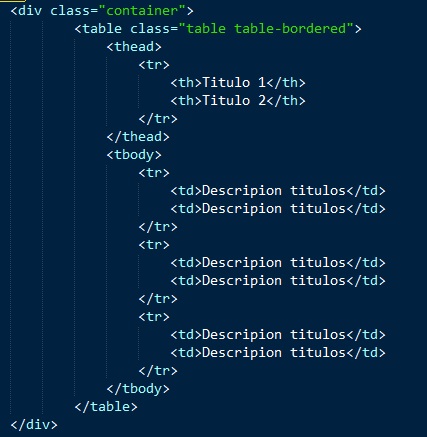 <div class="container">
<table class="table table-bordered">
<thead>
<tr>
<th>Titulo 1</th>
<th>Titulo 2</th>
</tr>
</thead>
<tbody>
<tr>
<td>Descripion titulos</td>
<td>Descripion titulos</td>
</tr>
<tr>
<td>Descripion titulos</td>
<td>Descripion titulos</td>
</tr>
<tr>
<td>Descripion titulos</td>
<td>Descripion titulos</td>
</tr>
</tbody>
</table>
</div>